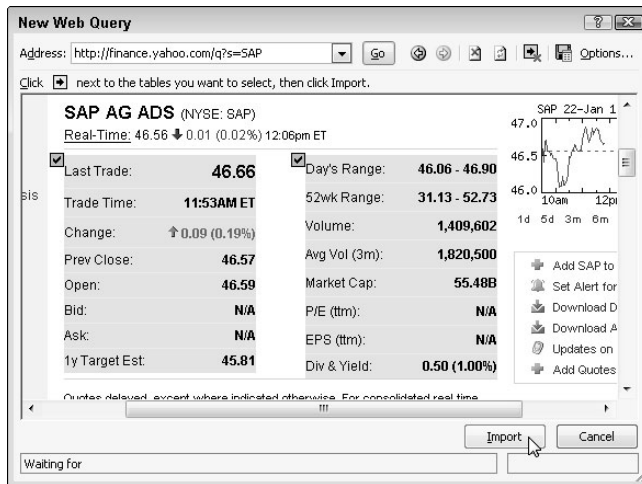 New Web Query
Address: http://finance.yahoo.com/q?s=SAP Go Options...
Click next to the tables you want to select, then click Import.
SAP AG ADS (NYSE: SAP)
Real-Time: 46.56 0.01 (0.02%) 12:06pm ET
sis
Last Trade: 46.66
Trade Time: 11:53AM ET
Change: 0.09 (0.19%)
Prev Close: 46.57
Open: 46.59
Bid: N/A
Ask: N/A
1y Target Est: 45.81
Day's Range: 46.06 - 46.90
52wk Range: 31.13 - 52.73
Volume: 1,409,602
Avg Vol (3m): 1,820,500
Market Cap: 55.48B
P/E (ttm): N/A
EPS (ttm): N/A
Div & Yield: 0.50 (1.00%)
SAP 22-Jan 1
47.0
46.5
46.0
10am 12p
1d 5d 3m 6m
Add SAP to
Set Alert for
Download D
Download A
Updates on
Add Quotes
Quotes delayed, except where indicated otherwise. For consolidated real time
Import Cancel
Waiting for